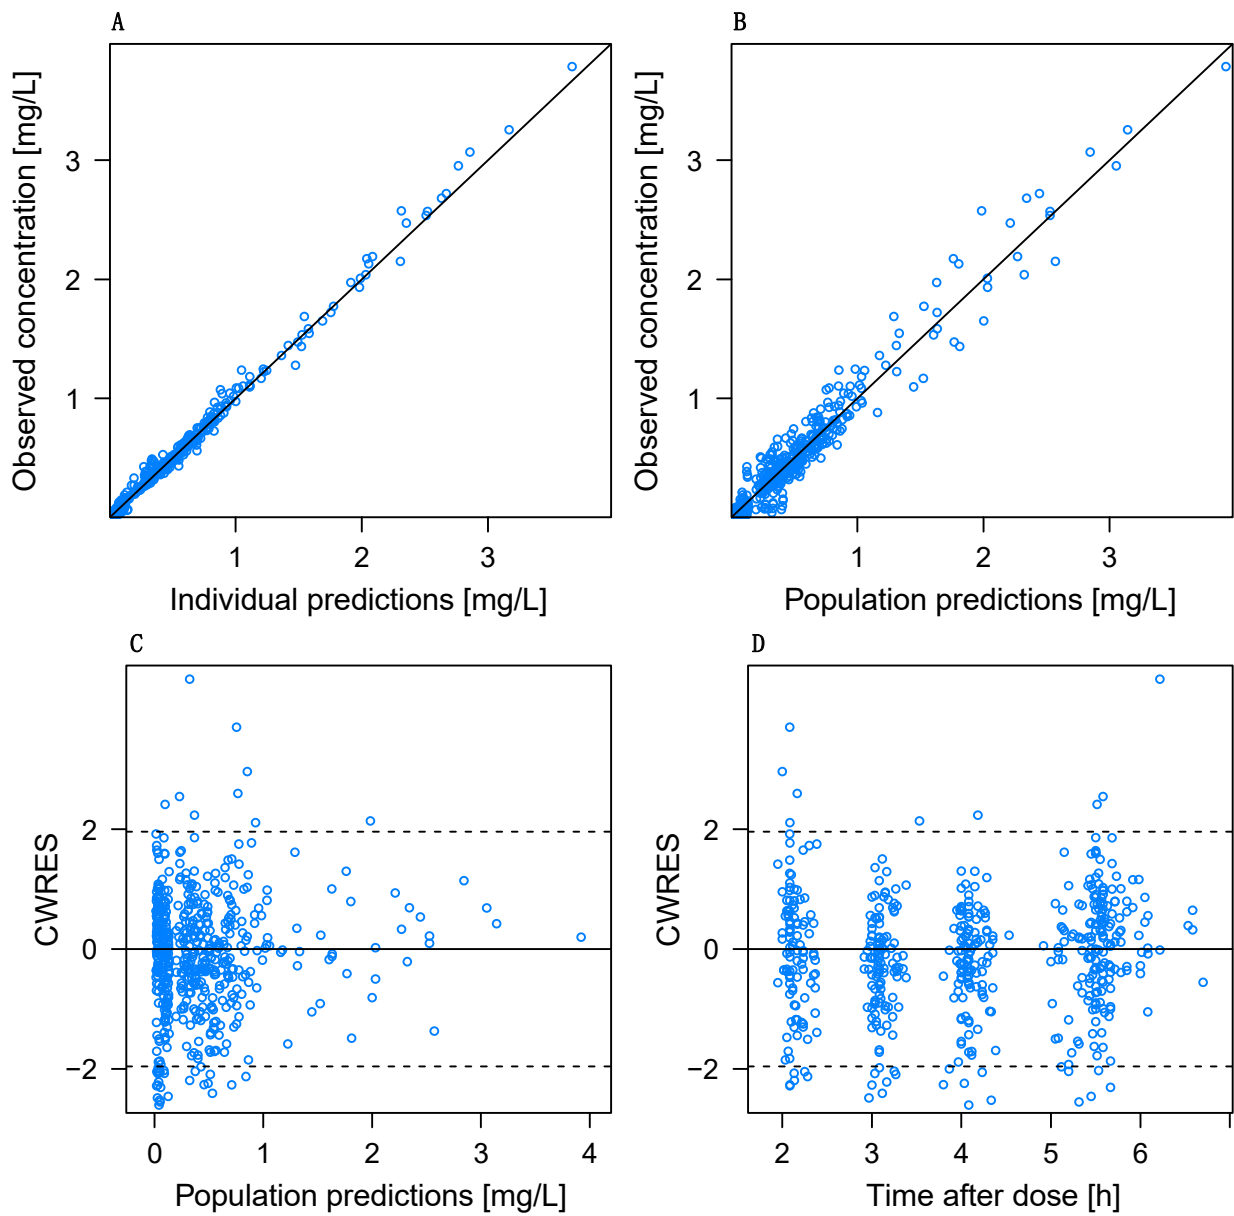 A
B
Observed concentration [mg/L]
3
2
1
1 2 3
Individual predictions [mg/L]
Observed concentration [mg/L]
3
2
1
1 2 3
Population predictions [mg/L]
C
D
CWRES
2
0
−2
0 1 2 3 4
Population predictions [mg/L]
CWRES
2
0
−2
2 3 4 5 6
Time after dose [h]